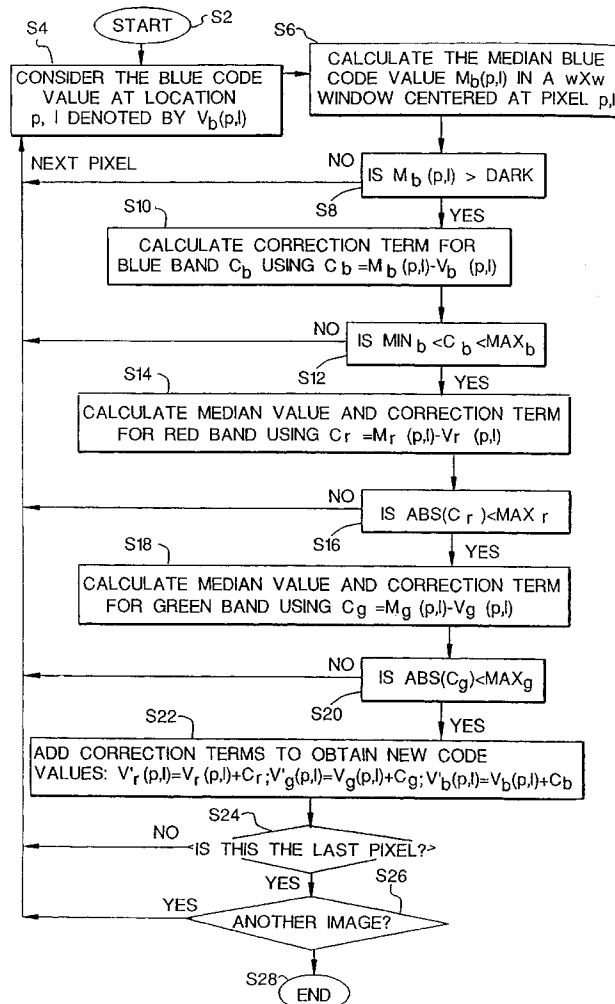 START
S2
S4
CONSIDER THE BLUE CODE
VALUE AT LOCATION
p, l DENOTED BY V_b(p,l)
S6
CALCULATE THE MEDIAN BLUE
CODE VALUE M_b(p,l) IN A wXw
WINDOW CENTERED AT PIXEL p,l
NEXT PIXEL
NO
IS M_b (p,l) > DARK
S8
YES
S10
CALCULATE CORRECTION TERM FOR
BLUE BAND C_b USING C_b =M_b (p,l)-V_b (p,l)
NO
IS MIN_b <C_b <MAX_b
S12
YES
S14
CALCULATE MEDIAN VALUE AND CORRECTION TERM
FOR RED BAND USING C_r =M_r (p,l)-V_r (p,l)
NO
IS ABS(C_r )<MAX_r
S16
YES
S18
CALCULATE MEDIAN VALUE AND CORRECTION TERM
FOR GREEN BAND USING C_g =M_g (p,l)-V_g (p,l)
NO
IS ABS(C_g)<MAX_g
S20
YES
S22
ADD CORRECTION TERMS TO OBTAIN NEW CODE
VALUES: V'_r (p,l)=V_r (p,l)+C_r;V'_g(p,l)=V_g(p,l)+C_g;V'_b(p,l)=V_b(p,l)+C_b
S24
NO
IS THIS THE LAST PIXEL?
YES
S26
YES
ANOTHER IMAGE?
S28
END